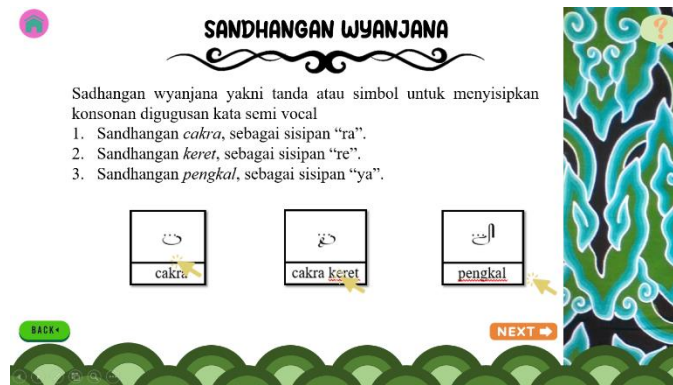 SANDHANGAN WYANJANA
?
Sadhangan wyanjana yakni tanda atau simbol untuk menyisipkan
konsonan digugusan kata semi vocal
1. Sandhangan cakra, sebagai sisipan “ra”.
2. Sandhangan keret, sebagai sisipan “re”.
3. Sandhangan pengkal, sebagai sisipan “ya”.
cakra
cakra keret
pengkal
BACK
NEXT